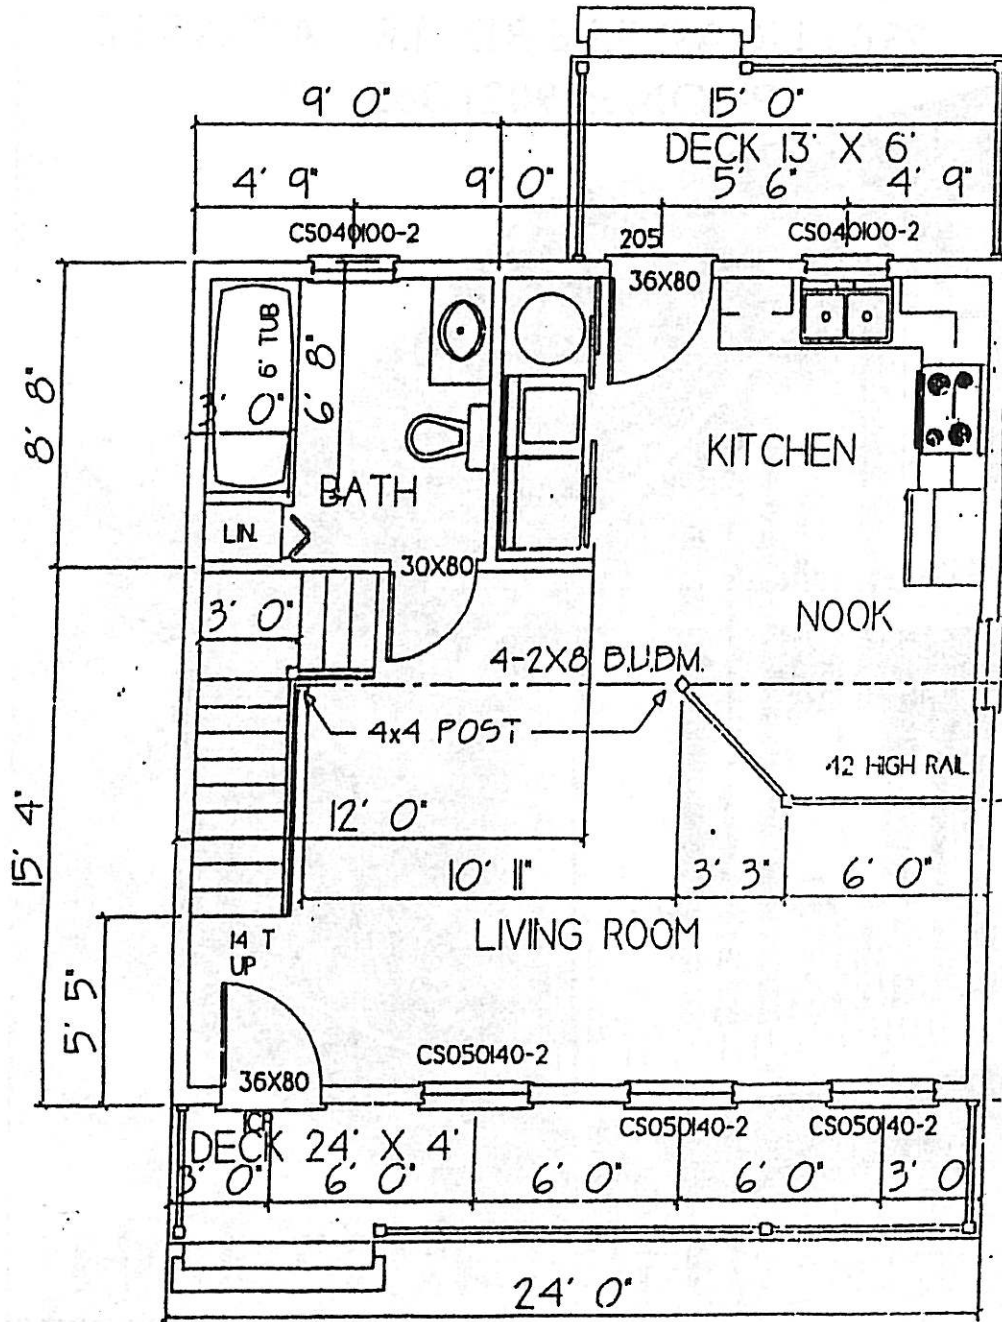 9' 0" 15' 0"
DECK 13' X 6'
4' 9" 9' 0" 5' 6" 4' 9"
CS040100-2 205 CS040100-2
36X80
6' TUB
3' 0"
6' 8"
8' 8"
KITCHEN
BATH
LIN.
30X80
3' 0"
NOOK
4-2X8 B.U.BM.
4x4 POST
42 HIGH RAIL
12' 0"
15' 4"
10' 11" 3' 3" 6' 0"
LIVING ROOM
14 T
UP
5' 5"
CS050140-2
36X80
CS050140-2 CS050140-2
DECK 24' X 4'
3' 0" 6' 0" 6' 0" 6' 0" 3' 0
24' 0"